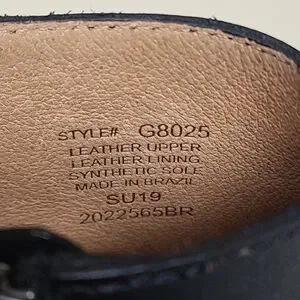 STYLE# G8025
LEATHER UPPER
LEATHER LINING
SYNTHETIC SOLE
MADE IN BRAZIL
SU19
2022565BR